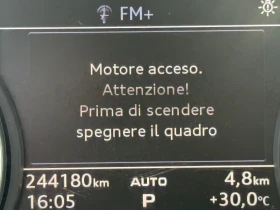 FM+
Motore acceso.
Attenzione!
Prima di scendere
spegnere il quadro
244180km AUTO 4,8km
16:05 P +30,0°C